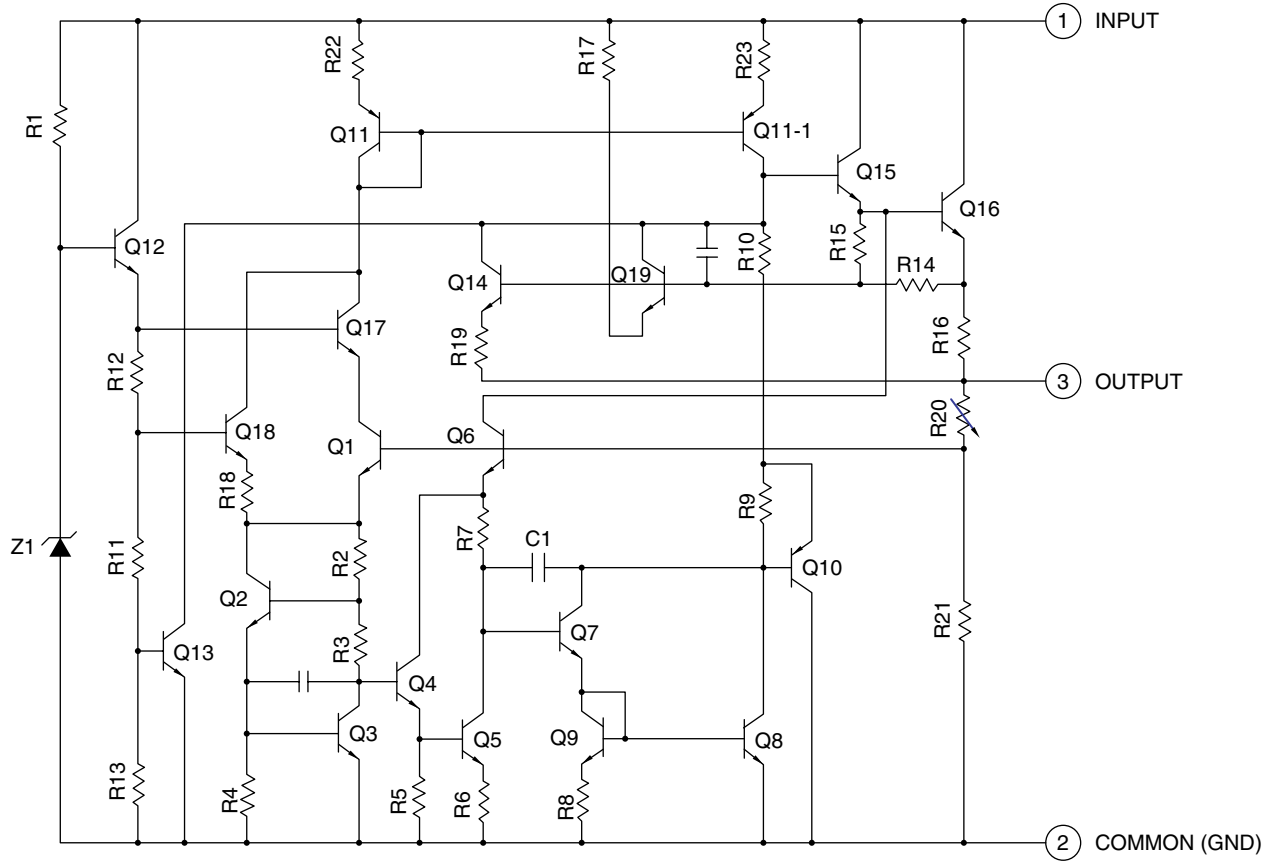 1 INPUT
R22
R17
R23
R1
Q11
Q11-1
Q15
Q16
Q12
R15
R10
R14
Q14
Q19
Q17
R16
R19
R12
3 OUTPUT
R20
Q18
Q1
Q6
R18
R9
R7
C1
R2
Z1
R11
Q10
Q2
R3
Q7
R21
Q13
Q4
Q3
Q5
Q9
Q8
R13
R4
R5
R6
R8
2 COMMON (GND)